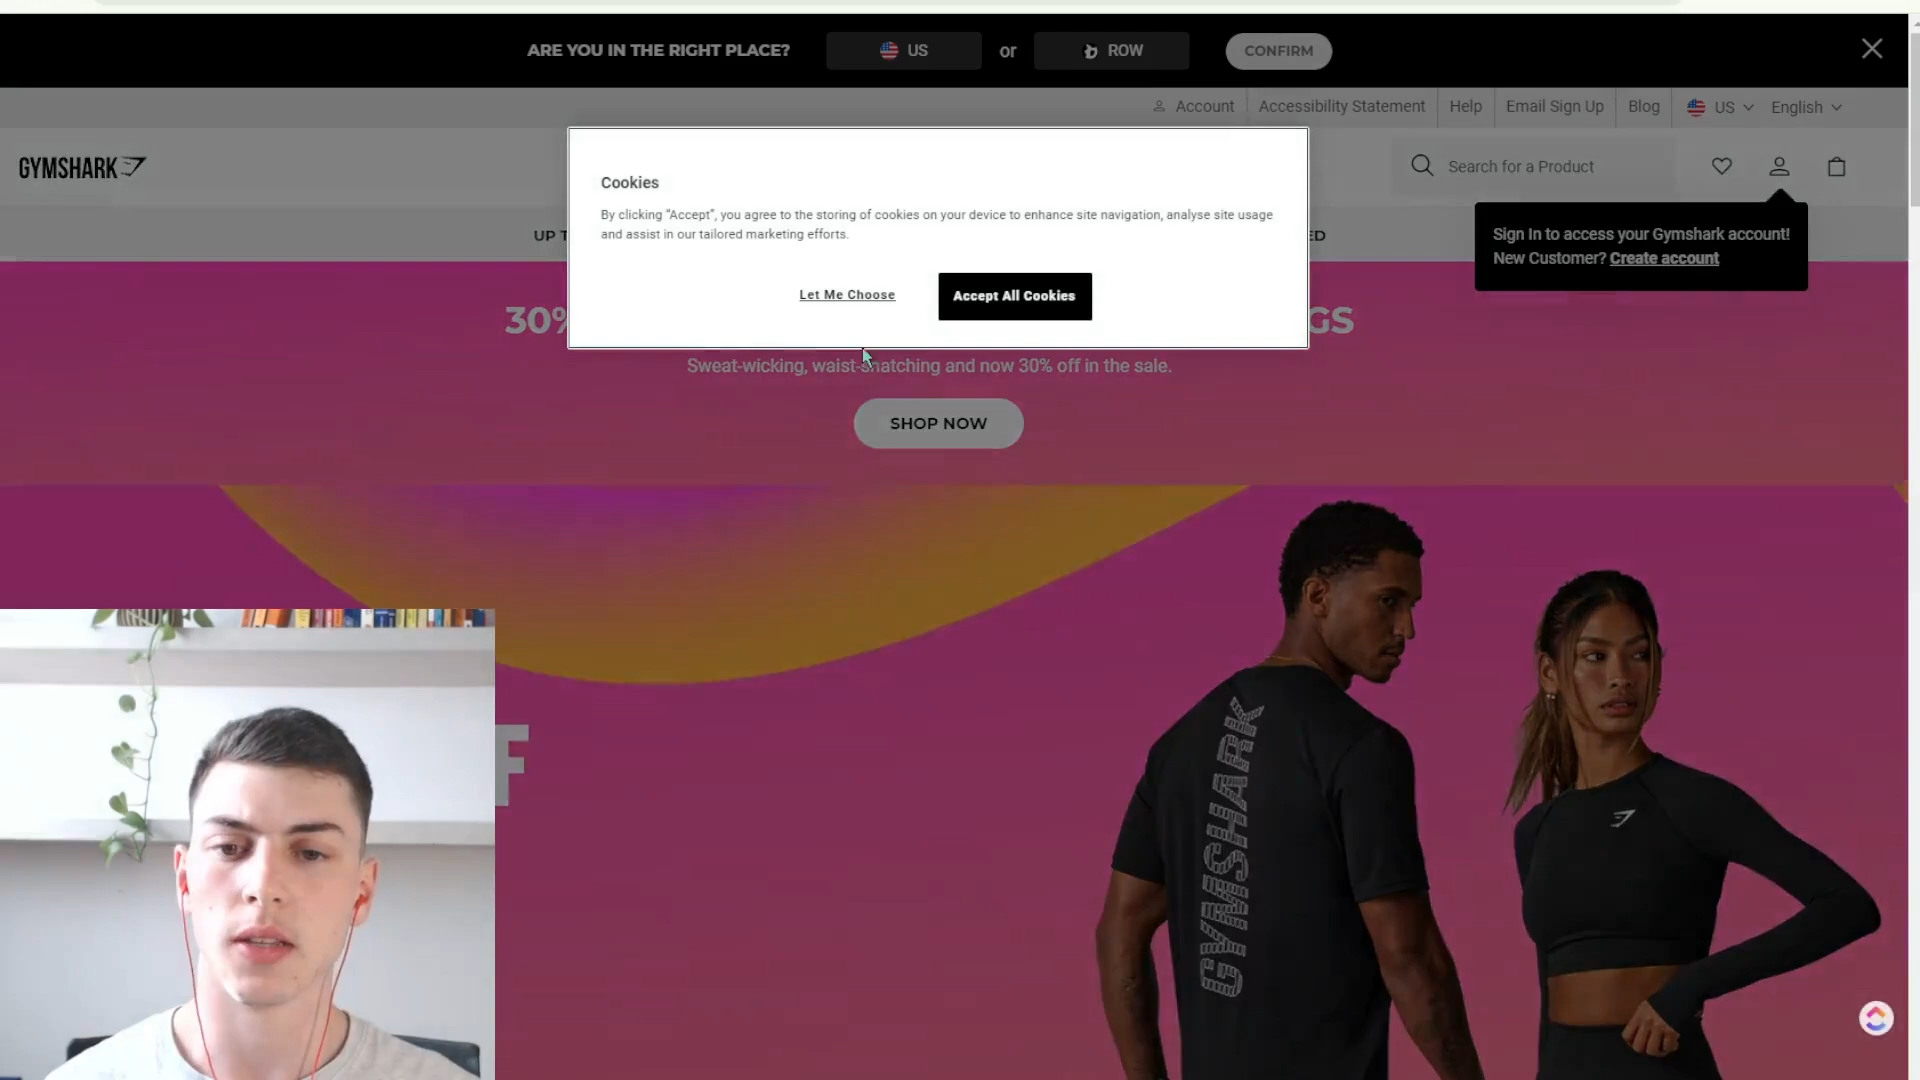 ARE YOU IN THE RIGHT PLACE? US or ROW CONFIRM
Account Accessibility Statement Help Email Sign Up Blog US English
GYMSHARK
Search for a Product
Cookies
By clicking “Accept”, you agree to the storing of cookies on your device to enhance site navigation, analyse site usage
and assist in our tailored marketing efforts.
Let Me Choose Accept All Cookies
Sign In to access your Gymshark account!
New Customer? Create account
UP T
ED
30%
GS
Sweat-wicking, waist-snatching and now 30% off in the sale.
SHOP NOW
F
GYMSHARK